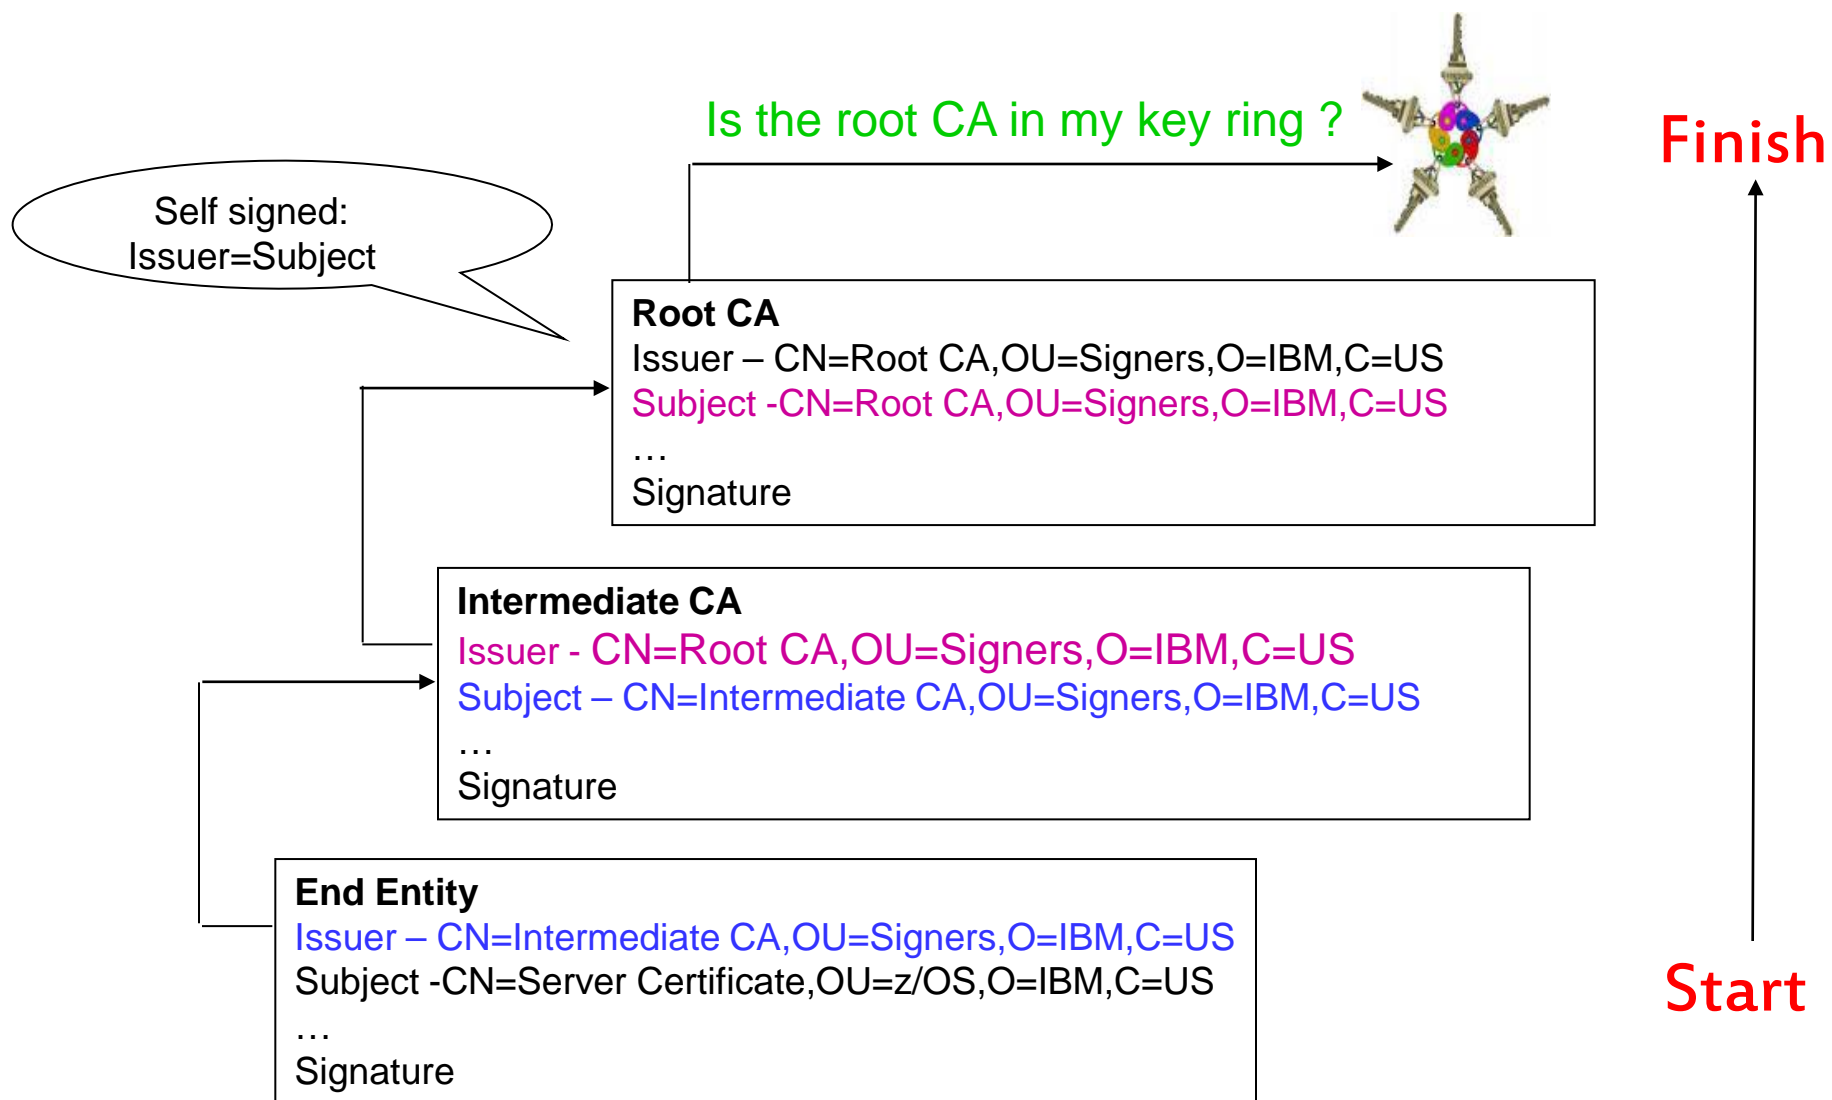 Is the root CA in my key ring ?
Finish
Self signed:
Issuer=Subject
Root CA
Issuer – CN=Root CA,OU=Signers,O=IBM,C=US
Subject -CN=Root CA,OU=Signers,O=IBM,C=US
…
Signature
Intermediate CA
Issuer - CN=Root CA,OU=Signers,O=IBM,C=US
Subject – CN=Intermediate CA,OU=Signers,O=IBM,C=US
…
Signature
End Entity
Issuer – CN=Intermediate CA,OU=Signers,O=IBM,C=US
Subject -CN=Server Certificate,OU=z/OS,O=IBM,C=US
…
Signature
Start